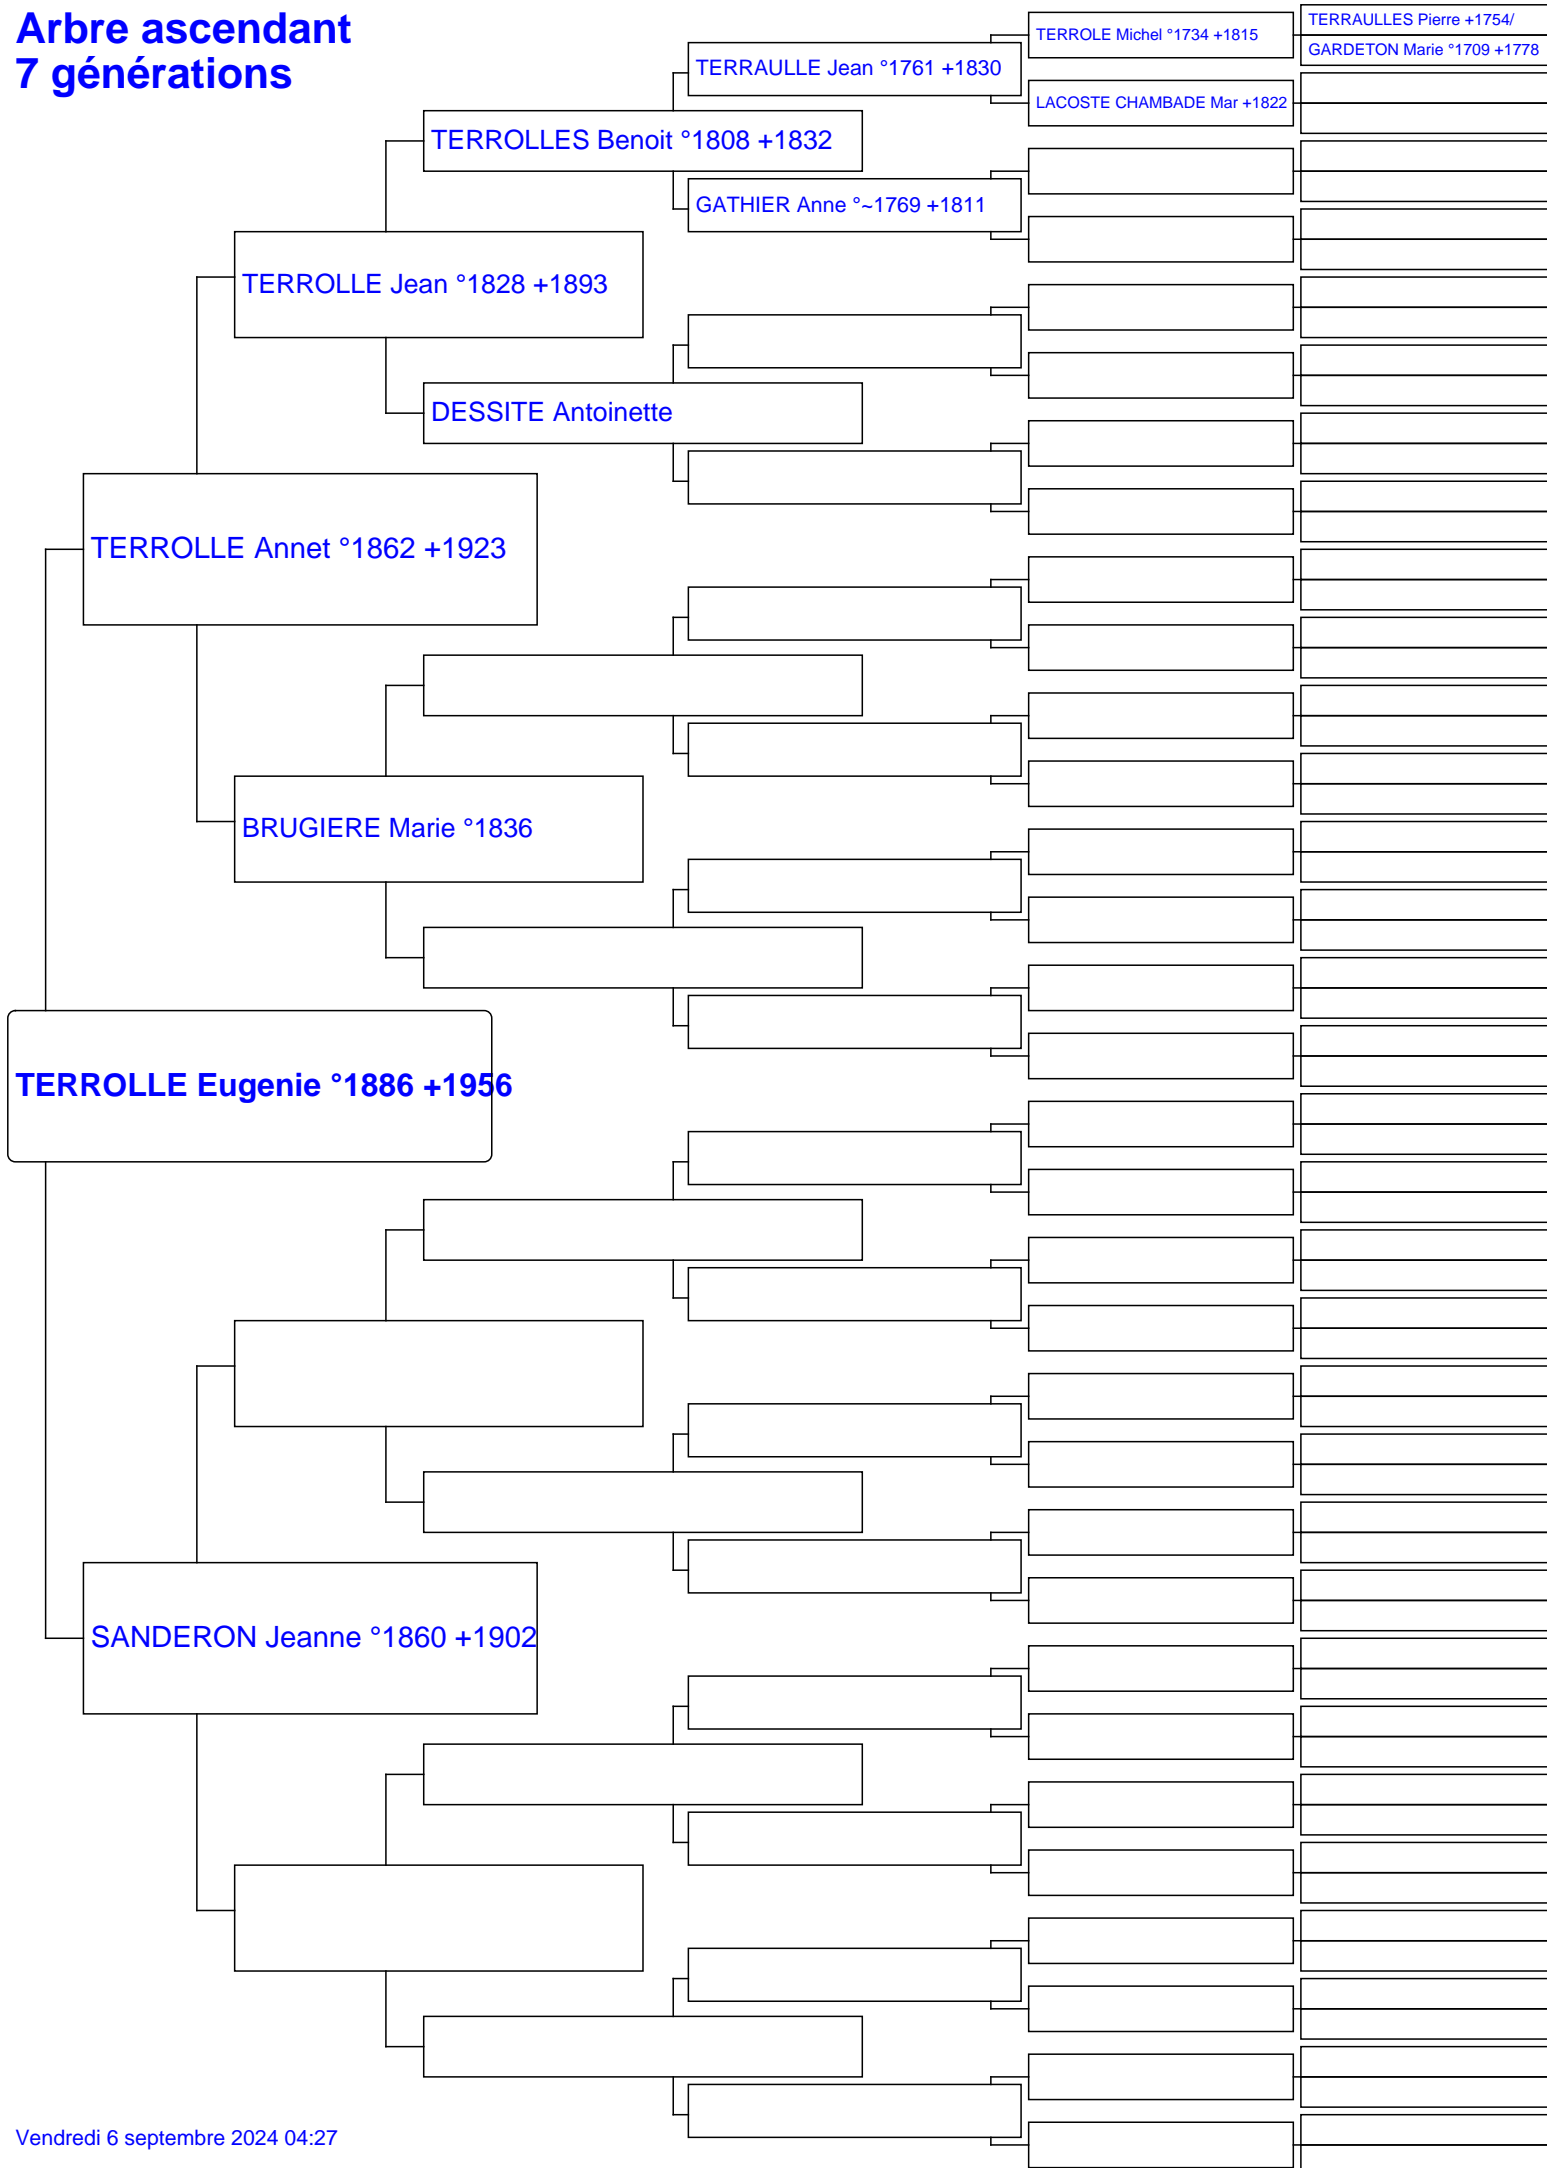 Arbre ascendant
7 générations
TERROLE Michel °1734 +1815
TERRAULLES Pierre +1754/
GARDETON Marie °1709 +1778
TERRAULLE Jean °1761 +1830
LACOSTE CHAMBADE Mar +1822
TERROLLES Benoit °1808 +1832
GATHIER Anne °~1769 +1811
TERROLLE Jean °1828 +1893
DESSITE Antoinette
TERROLLE Annet °1862 +1923
BRUGIERE Marie °1836
TERROLLE Eugenie °1886 +1956
SANDERON Jeanne °1860 +1902
Vendredi 6 septembre 2024 04:27